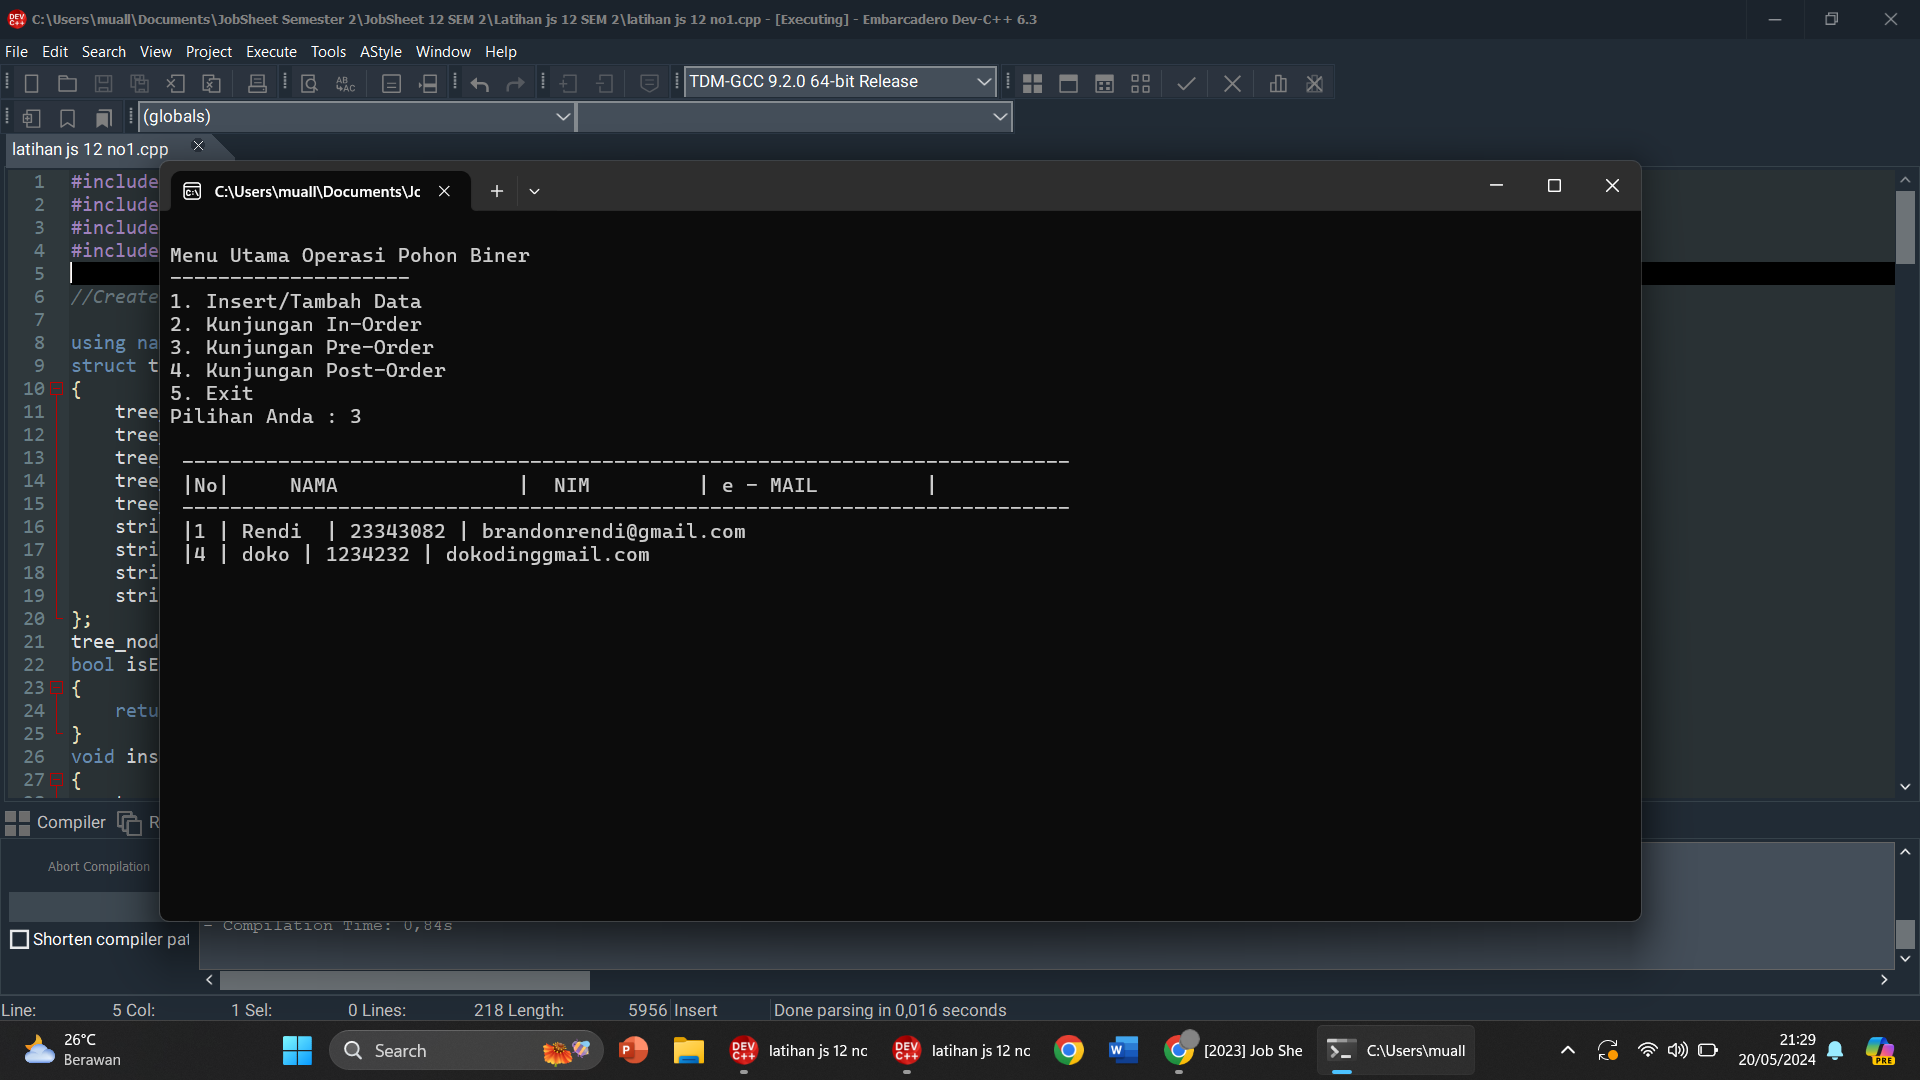 C:\Users\muall\Documents\JobSheet Semester 2\JobSheet 12 SEM 2\Latihan js 12 SEM 2\latihan js 12 no1.cpp - [Executing] - Embarcadero Dev-C++ 6.3
File Edit Search View Project Execute Tools AStyle Window Help
TDM-GCC 9.2.0 64-bit Release
(globals)
latihan js 12 no1.cpp
C:\Users\muall\Documents\Jc
1 #include
2 #include
3 #include
4 #include
5
6 //Create
7
8 using na
9 struct t
10 {
11 tree_
12 tree_
13 tree_
14 tree_
15 tree_
16 stri
17 stri
18 stri
19 stri
20 };
21 tree_nod
22 bool isE
23 {
24 retu
25 }
26 void ins
27 {
Menu Utama Operasi Pohon Biner
--------------------
1. Insert/Tambah Data
2. Kunjungan In-Order
3. Kunjungan Pre-Order
4. Kunjungan Post-Order
5. Exit
Pilihan Anda : 3
--------------------------------------------------------------------------
|No| NAMA | NIM | e - MAIL |
--------------------------------------------------------------------------
|1 | Rendi | 23343082 | brandonrendi@gmail.com
|4 | doko | 1234232 | dokodinggmail.com
Compiler R
Abort Compilation
Shorten compiler pat
- Compilation Time: 0,84s
Line: 5 Col: 1 Sel: 0 Lines: 218 Length: 5956 Insert Done parsing in 0,016 seconds
26°C
Berawan
Search
latihan js 12 nc
latihan js 12 nc
[2023] Job She
C:\Users\muall
21:29
20/05/2024